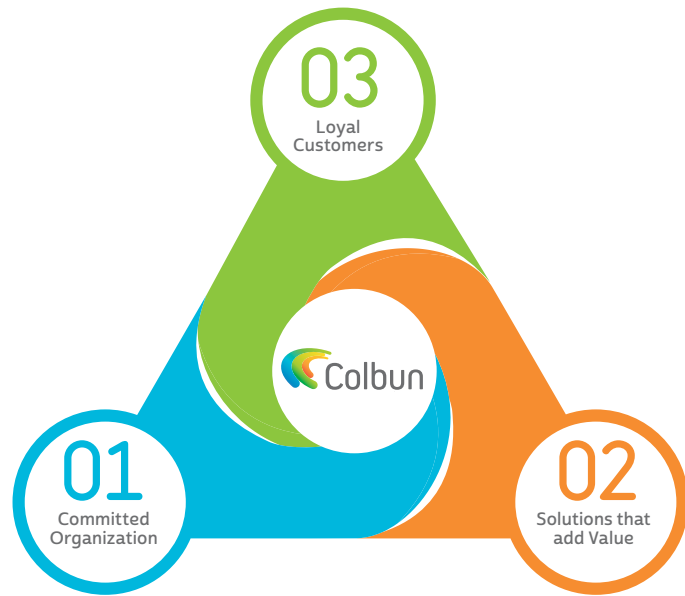 03
Loyal
Customers
Colbun
01
Committed
Organization
02
Solutions that
add Value